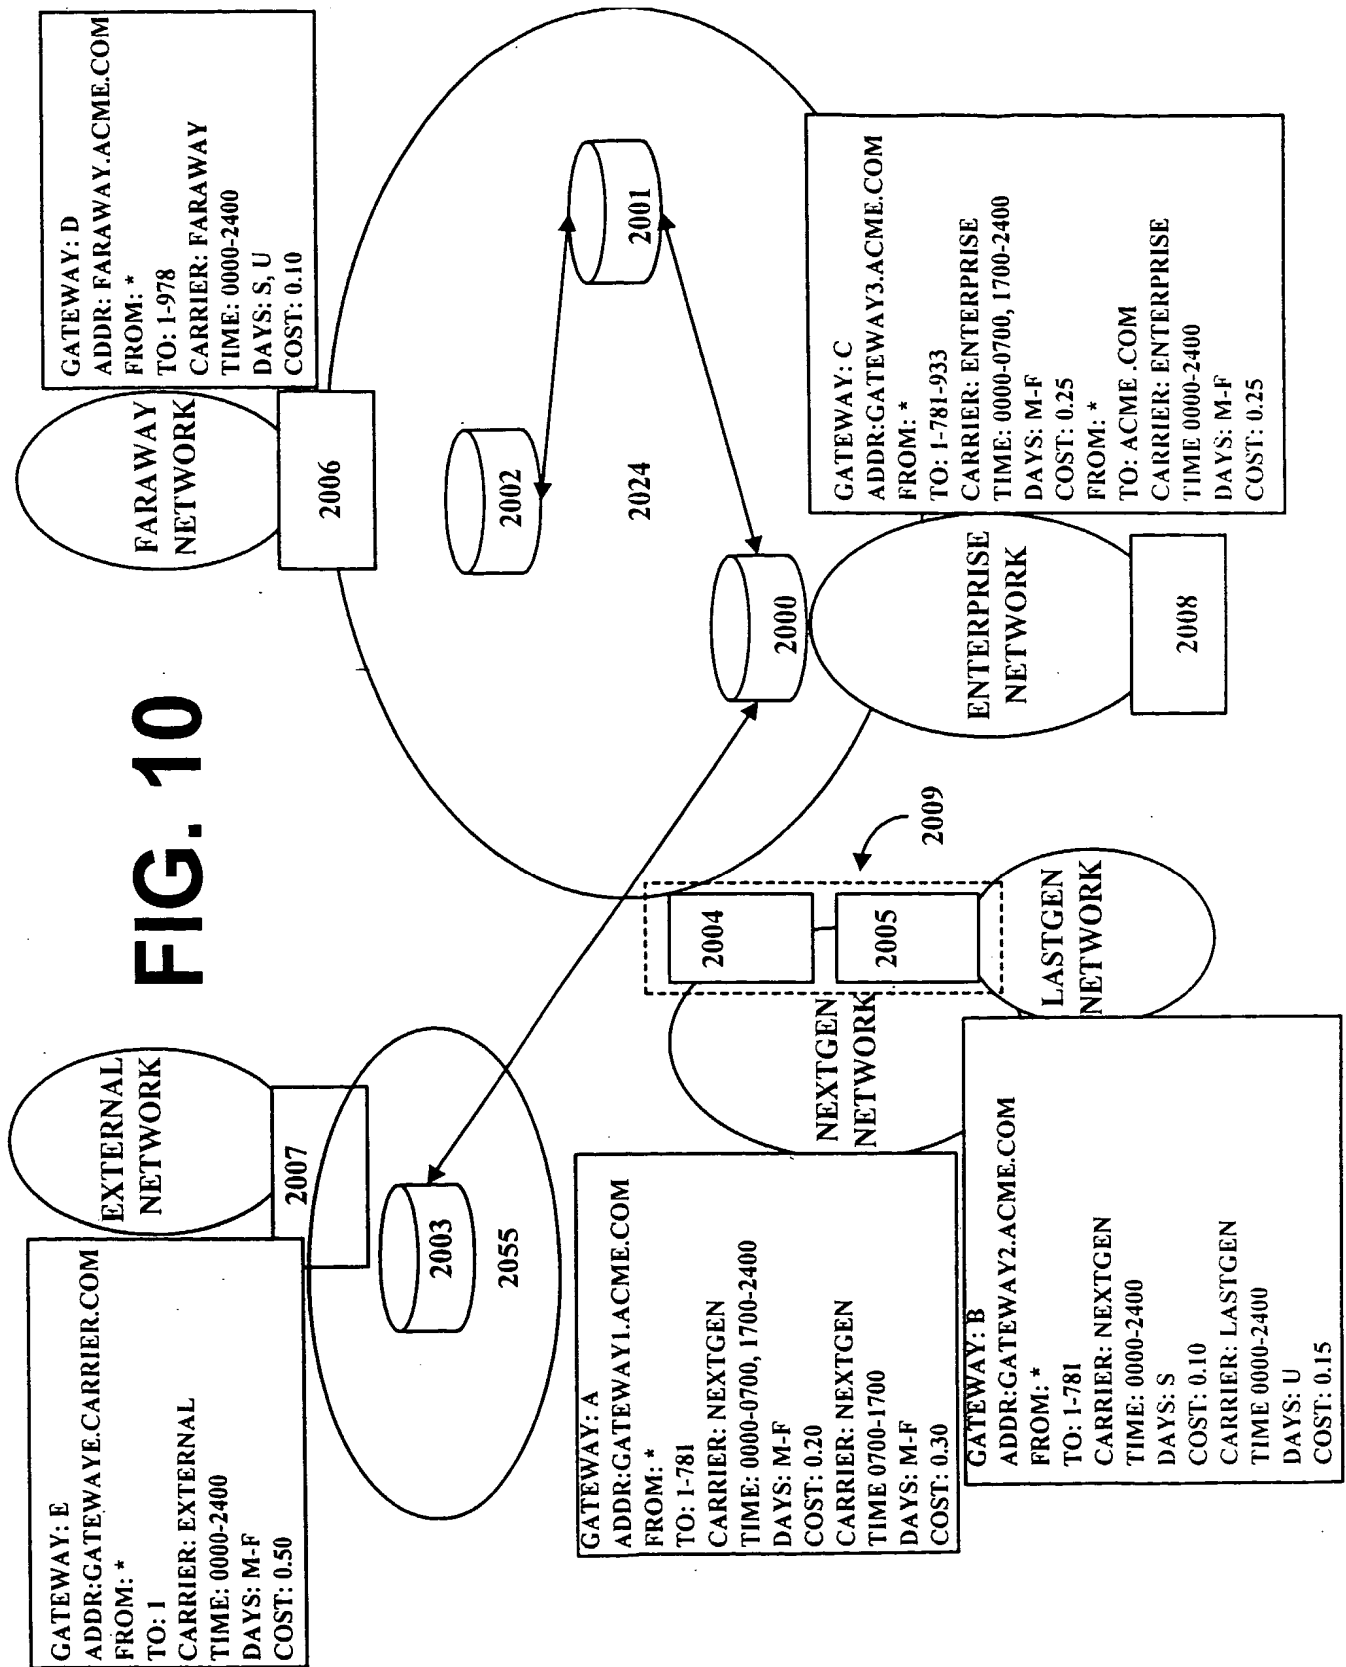 FIG. 10
GATEWAY: E
ADDR:GATEWAYE.CARRIER.COM
FROM: *
TO: 1
CARRIER: EXTERNAL
TIME: 0000-2400
DAYS: M-F
COST: 0.50
EXTERNAL
NETWORK
2007
2003
2055
FARAWAY
NETWORK
2006
GATEWAY: D
ADDR: FARAWAY.ACME.COM
FROM: *
TO: 1-978
CARRIER: FARAWAY
TIME: 0000-2400
DAYS: S, U
COST: 0.10
2002
2024
2001
2000
GATEWAY: A
ADDR:GATEWAY1.ACME.COM
FROM: *
TO: 1-781
CARRIER: NEXTGEN
TIME: 0000-0700, 1700-2400
DAYS: M-F
COST: 0.20
CARRIER: NEXTGEN
TIME 0700-1700
DAYS: M-F
COST: 0.30
NEXTGEN
NETWORK
2004
2005
2009
GATEWAY: B
ADDR:GATEWAY2.ACME.COM
FROM: *
TO: 1-781
CARRIER: NEXTGEN
TIME: 0000-2400
DAYS: S
COST: 0.10
CARRIER: LASTGEN
TIME 0000-2400
DAYS: U
COST: 0.15
LASTGEN
NETWORK
ENTERPRISE
NETWORK
2008
GATEWAY: C
ADDR:GATEWAY3.ACME.COM
FROM: *
TO: 1-781-933
CARRIER: ENTERPRISE
TIME: 0000-0700, 1700-2400
DAYS: M-F
COST: 0.25
FROM: *
TO: ACME .COM
CARRIER: ENTERPRISE
TIME 0000-2400
DAYS: M-F
COST: 0.25